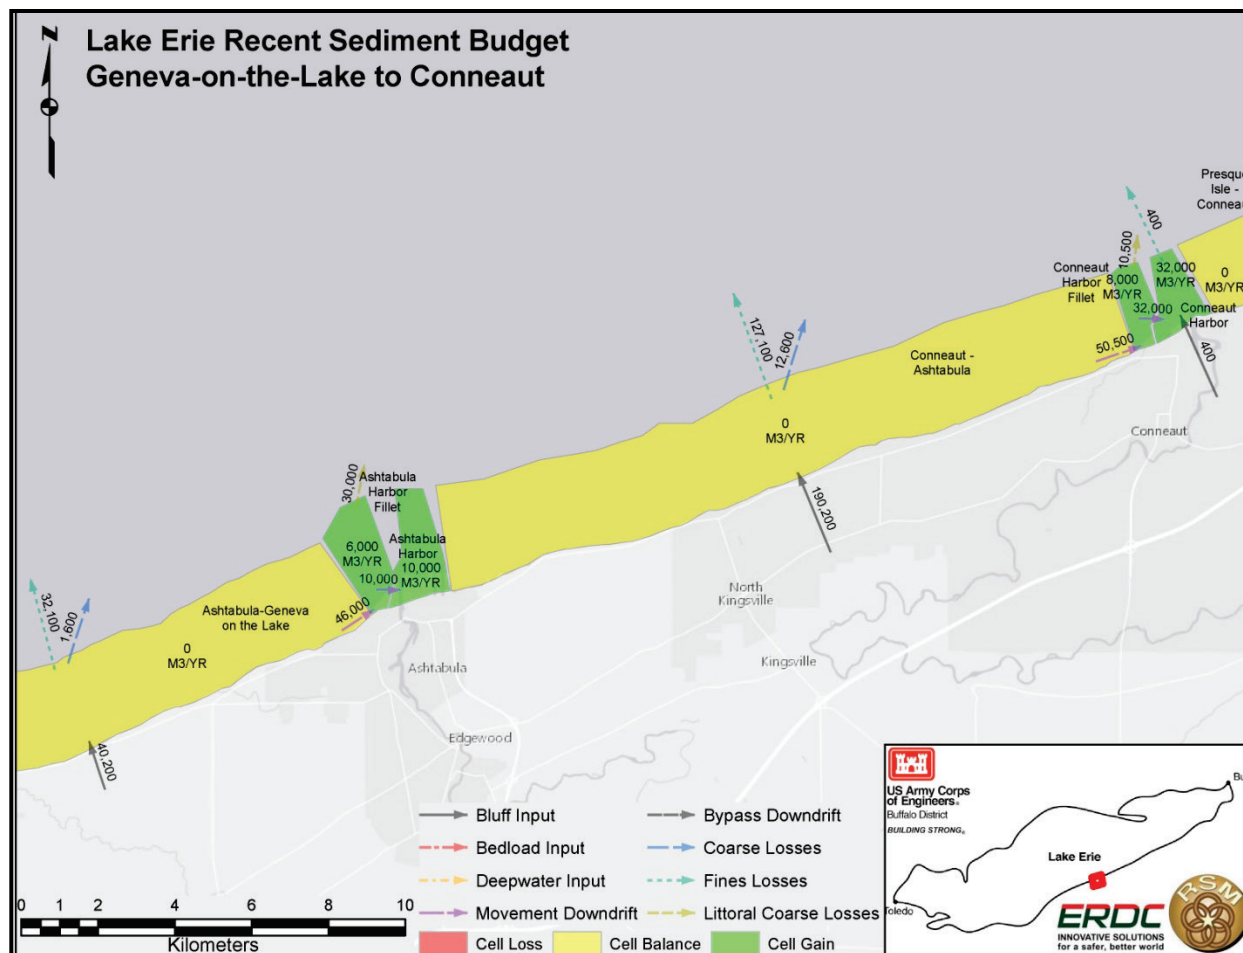 N
Lake Erie Recent Sediment Budget
Geneva-on-the-Lake to Conneaut
Presque
Isle -
Conneau
400
10,500
Conneaut
Harbor
Fillet
8,000
M3/YR
32,000
M3/YR
0
M3/YR
32,000
Conneaut
Harbor
50,500
400
127,100
12,600
Conneaut -
Ashtabula
0
M3/YR
Conneaut
190,200
30,000
Ashtabula
Harbor
Fillet
6,000
M3/YR
Ashtabula
Harbor
10,000
M3/YR
10,000
46,000
32,100
1,600
Ashtabula-Geneva
on the Lake
0
M3/YR
40,200
North
Kingsville
Kingsville
Ashtabula
Edgewood
Bluff Input
Bypass Downdrift
Bedload Input
Coarse Losses
Deepwater Input
Fines Losses
Movement Downdrift
Littoral Coarse Losses
Cell Loss
Cell Balance
Cell Gain
0 1 2 4 6 8 10
Kilometers
US Army Corps
of Engineers®
Buffalo District
BUILDING STRONG®
Bu
Lake Erie
Toledo
ERDC
INNOVATIVE SOLUTIONS
for a safer, better world
RSM